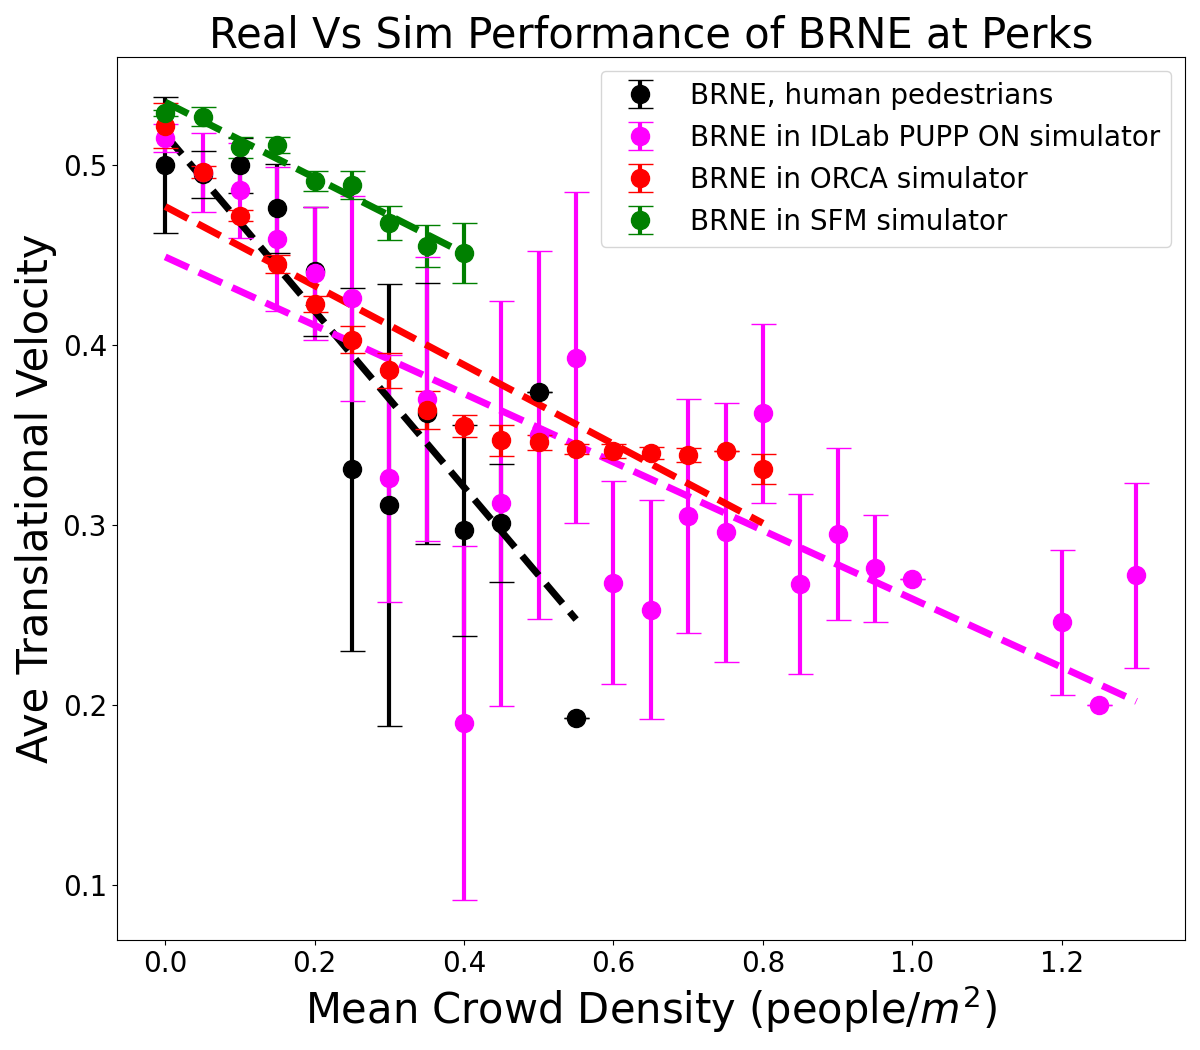 Real Vs Sim Performance of BRNE at Perks
BRNE, human pedestrians
BRNE in IDLab PUPP ON simulator
BRNE in ORCA simulator
BRNE in SFM simulator
Ave Translational Velocity
0.5
0.4
0.3
0.2
0.1
0.0 0.2 0.4 0.6 0.8 1.0 1.2
Mean Crowd Density (people/m²)